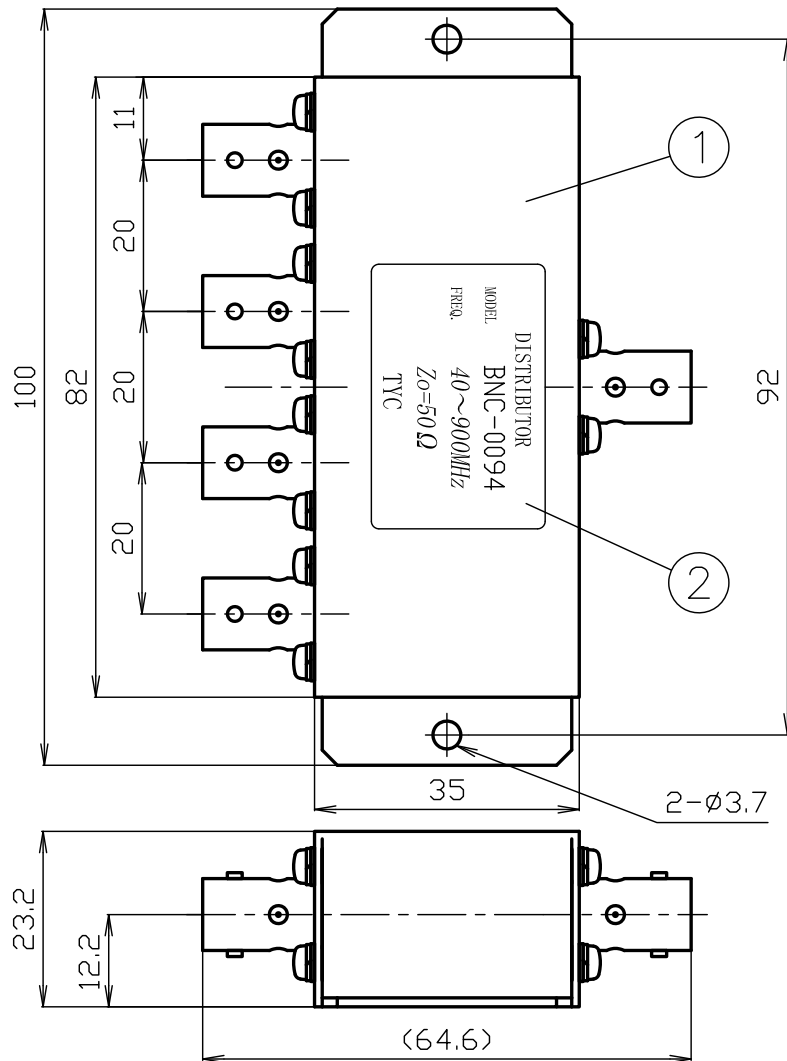 100
82
11
20
20
20
92
1
2
DISTRIBUTOR
MODEL BNC-0094
FREQ. 40~900MHz
Zo=50Ω
TYC
35
2-ø3.7
23.2
12.2
(64.6)